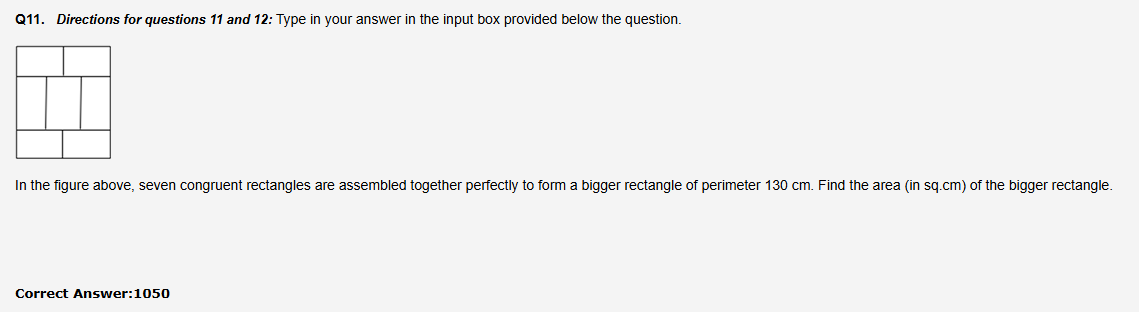 Q11. Directions for questions 11 and 12: Type in your answer in the input box provided below the question.
In the figure above, seven congruent rectangles are assembled together perfectly to form a bigger rectangle of perimeter 130 cm. Find the area (in sq.cm) of the bigger rectangle.
Correct Answer:1050